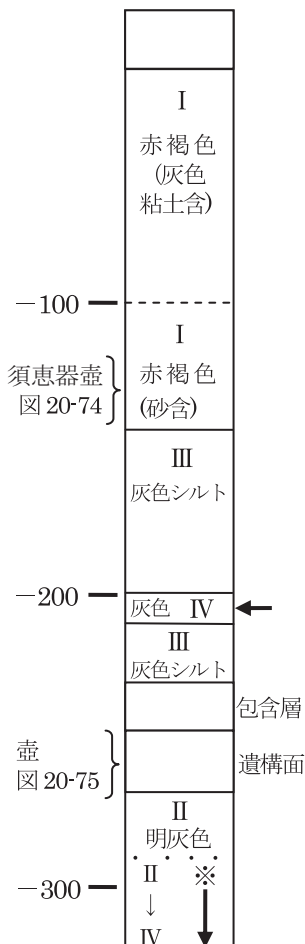 I
赤褐色
(灰色
粘土含)
−100
I
須恵器壺
図20-74
赤褐色
(砂含)
III
灰色シルト
−200
灰色 IV
III
灰色シルト
包含層
壺
図20-75
遺構面
II
明灰色
II ※
−300
↓
IV